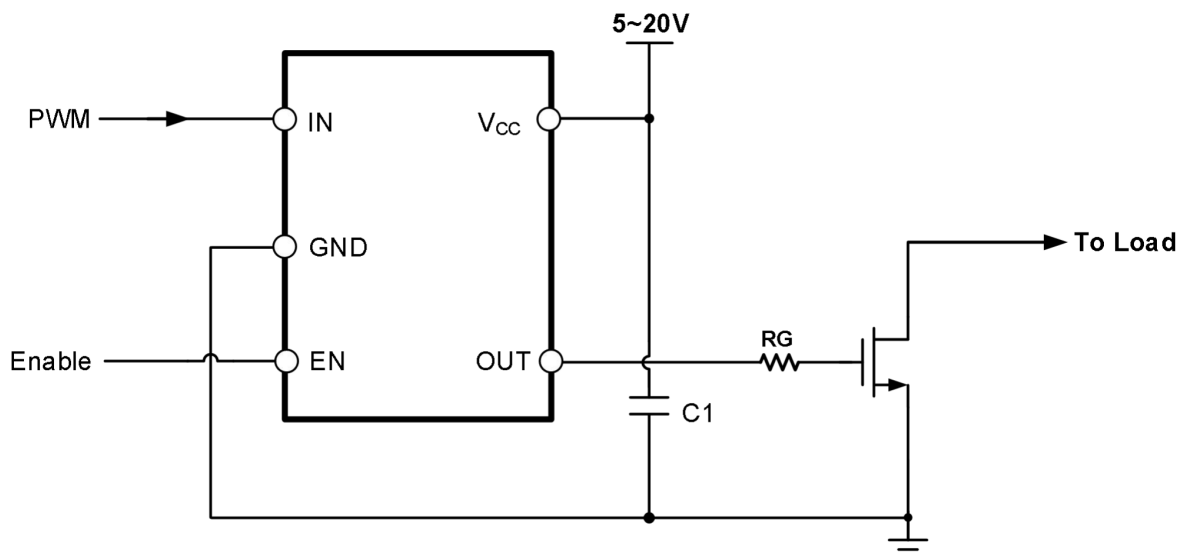 5~20V
PWM
IN
VCC
GND
To Load
Enable
EN
OUT
RG
C1